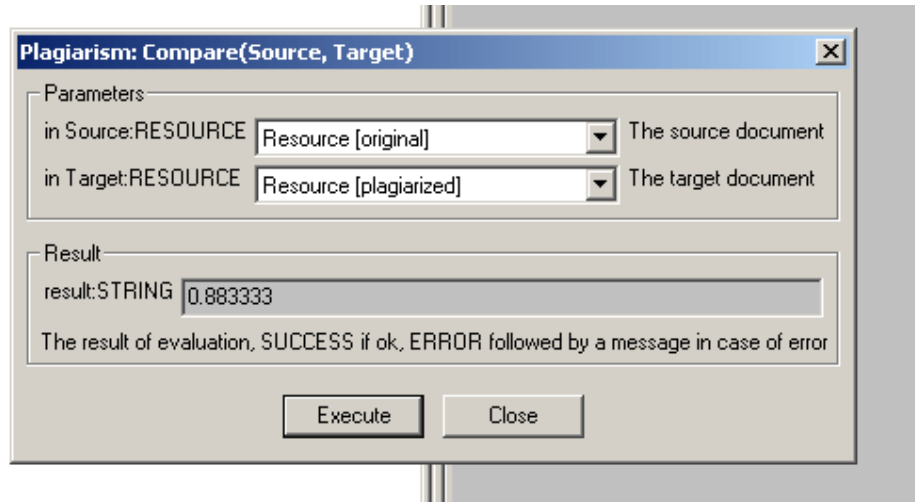 Plagiarism: Compare(Source, Target)
Parameters
in Source:RESOURCE Resource [original] The source document
in Target:RESOURCE Resource [plagiarized] The target document
Result
result:STRING 0.883333
The result of evaluation, SUCCESS if ok, ERROR followed by a message in case of error
Execute Close